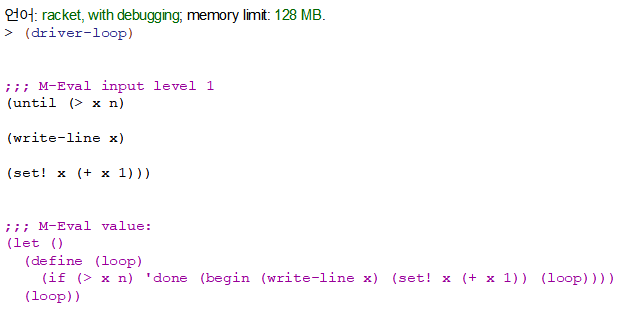 언어: racket, with debugging; memory limit: 128 MB.
> (driver-loop)
;;; M-Eval input level 1
(until (> x n)
(write-line x)
(set! x (+ x 1)))
;;; M-Eval value:
(let ()
(define (loop)
(if (> x n) 'done (begin (write-line x) (set! x (+ x 1)) (loop))))
(loop))